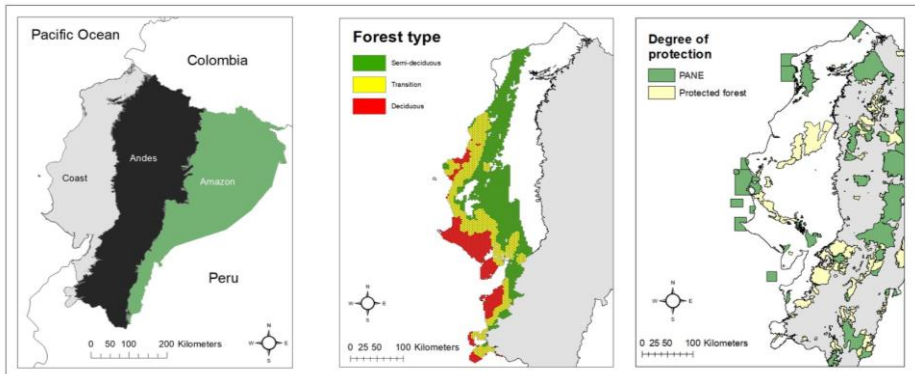 Pacific Ocean
Colombia
Andes
Coast
Amazon
Peru
N
W E
S
0 50 100 200 Kilometers
Forest type
Semi-deciduous
Transition
Deciduous
N
W E
S
0 25 50 100 Kilometers
Degree of
protection
PANE
Protected forest
N
W E
S
0 25 50 100 Kilometers